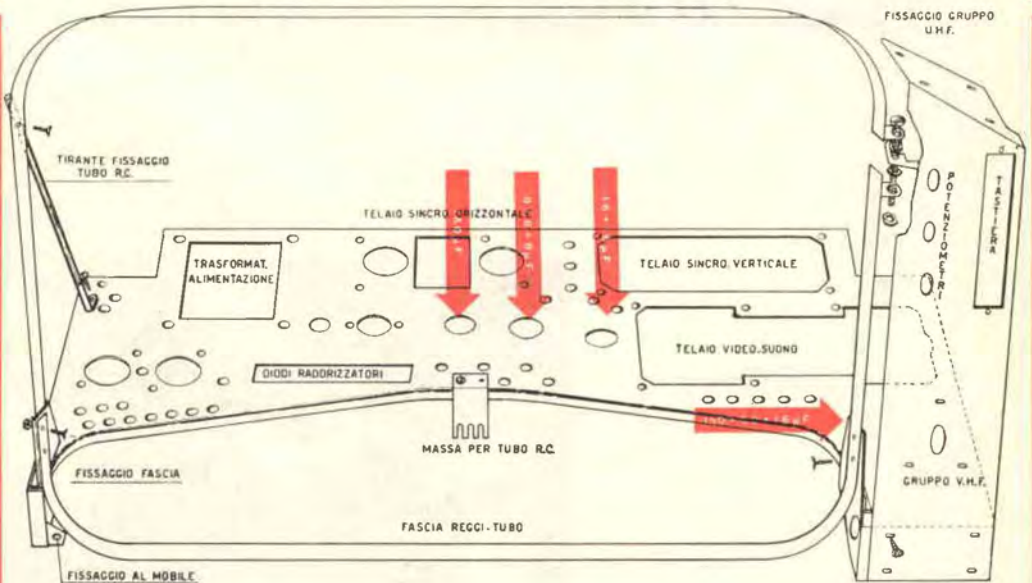 FISSAGGIO GRUPPO
U.H.F.
TIRANTE FISSAGGIO
TUBO R.C.
TELAIO SINCRO ORIZZONTALE
POTENZIOMETRI
TASTIERA
TRASFORMAT.
ALIMENTAZIONE
TELAIO SINCRO. VERTICALE
TELAIO VIDEO.SUONO
DIODI RADDRIZZATORI
MASSA PER TUBO R.C.
FISSAGGIO FASCIA
GRUPPO V.H.F.
FASCIA REGGI-TUBO
FISSAGGIO AL MOBILE